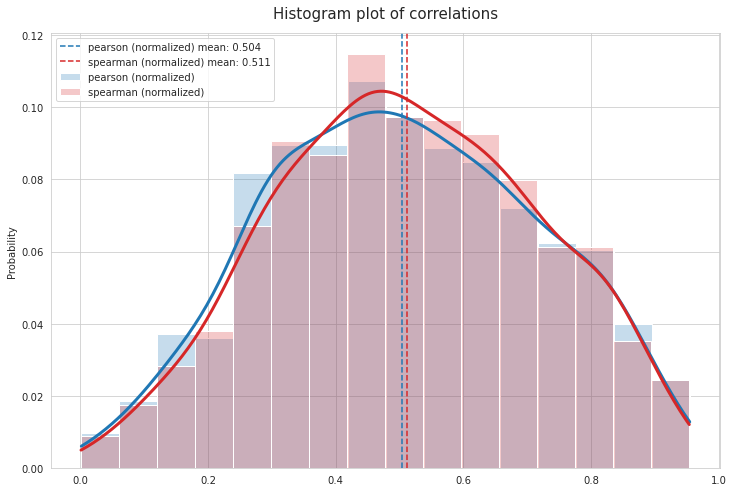 Histogram plot of correlations
pearson (normalized) mean: 0.504
spearman (normalized) mean: 0.511
pearson (normalized)
spearman (normalized)
0.12
0.10
0.08
0.06
0.04
0.02
0.00
Probability
0.0 0.2 0.4 0.6 0.8 1.0